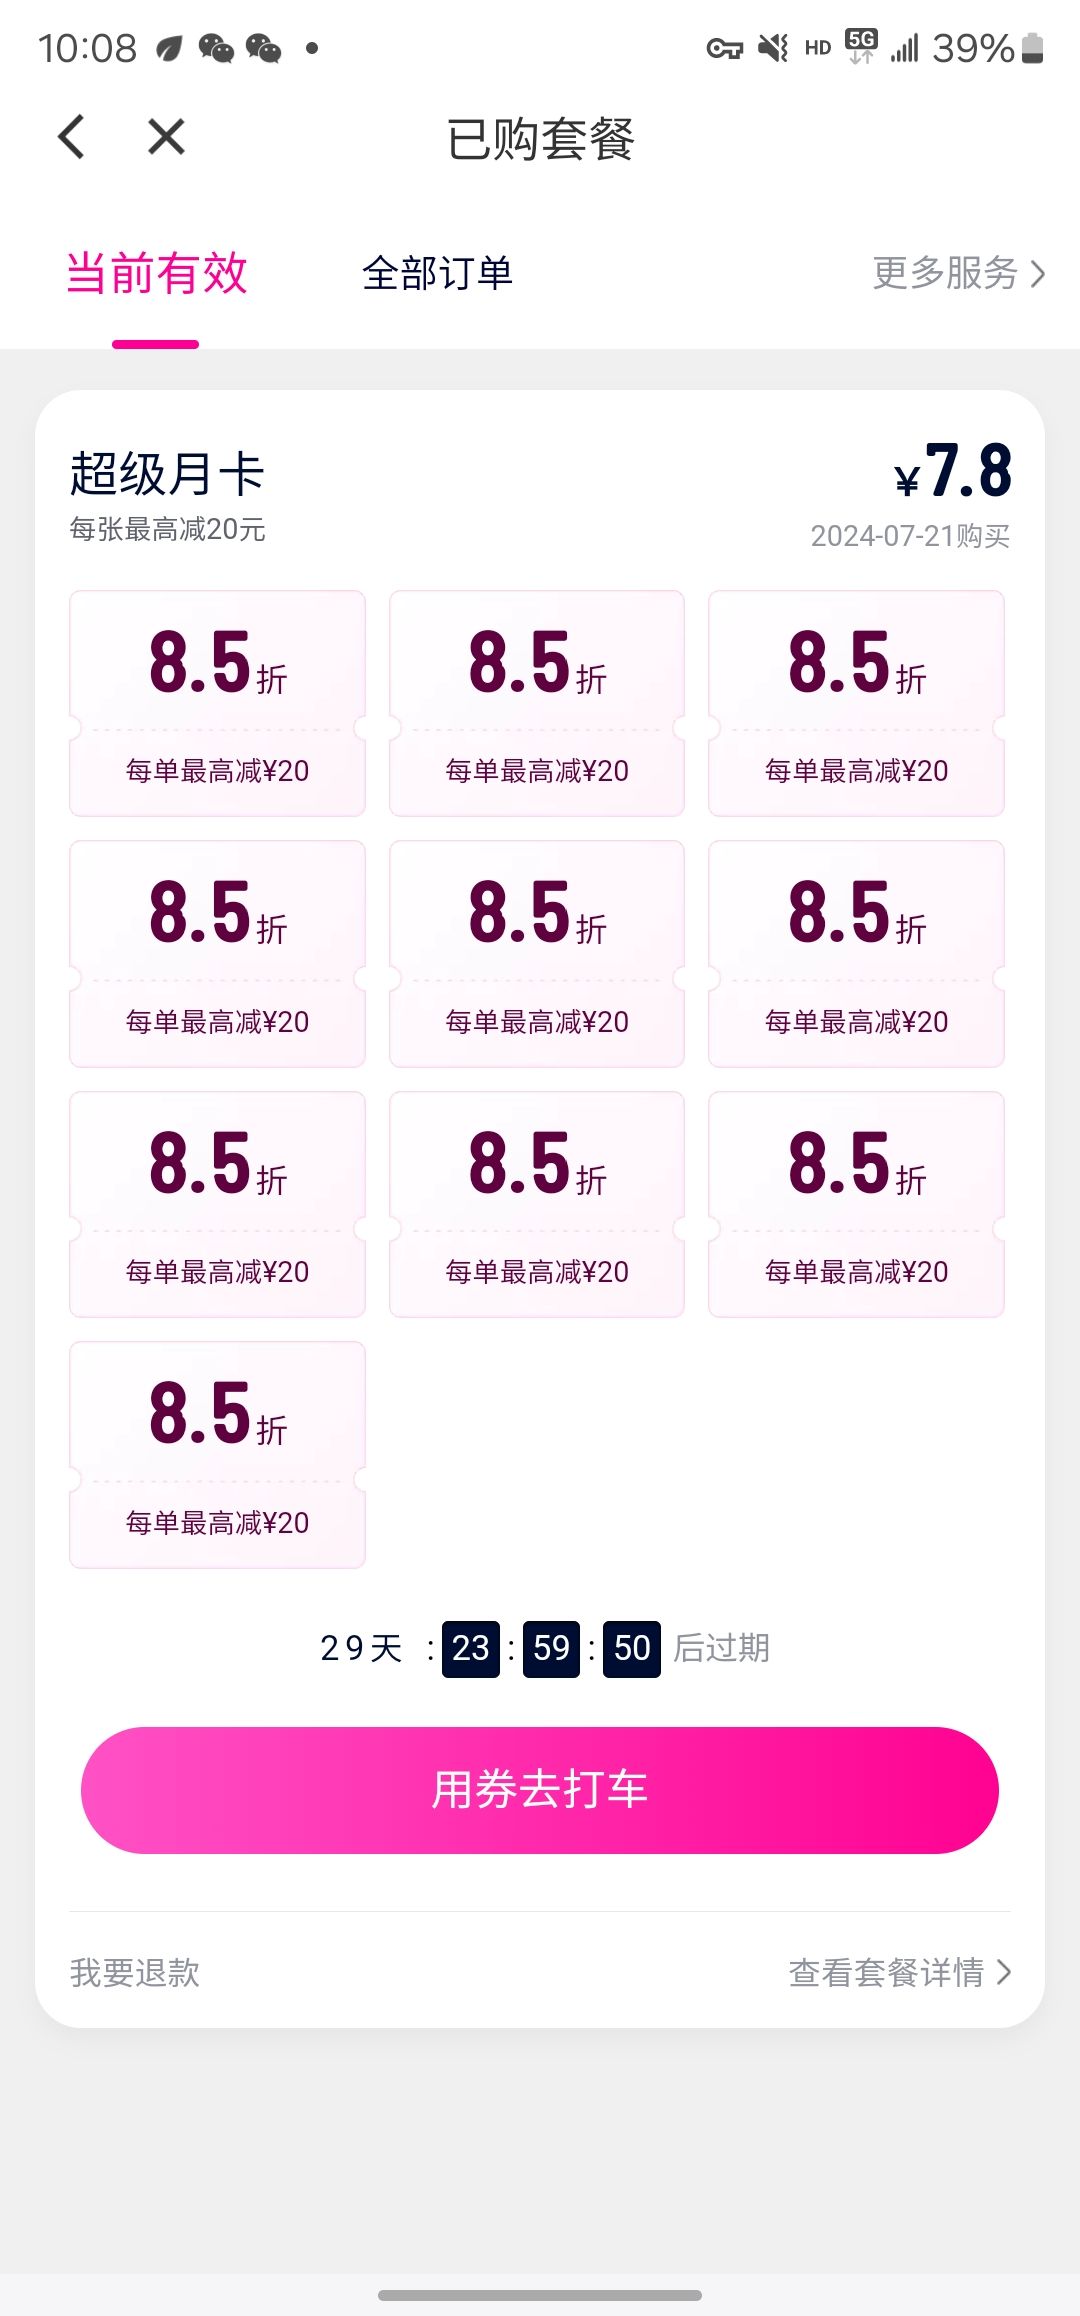 10:08 HD 5G 39%
已购套餐
当前有效 全部订单 更多服务
超级月卡 ¥7.8
每张最高减20元 2024-07-21购买
8.5折 8.5折 8.5折
每单最高减¥20 每单最高减¥20 每单最高减¥20
8.5折 8.5折 8.5折
每单最高减¥20 每单最高减¥20 每单最高减¥20
8.5折 8.5折 8.5折
每单最高减¥20 每单最高减¥20 每单最高减¥20
8.5折
每单最高减¥20
29天 : 23 : 59 : 50 后过期
用券去打车
我要退款 查看套餐详情